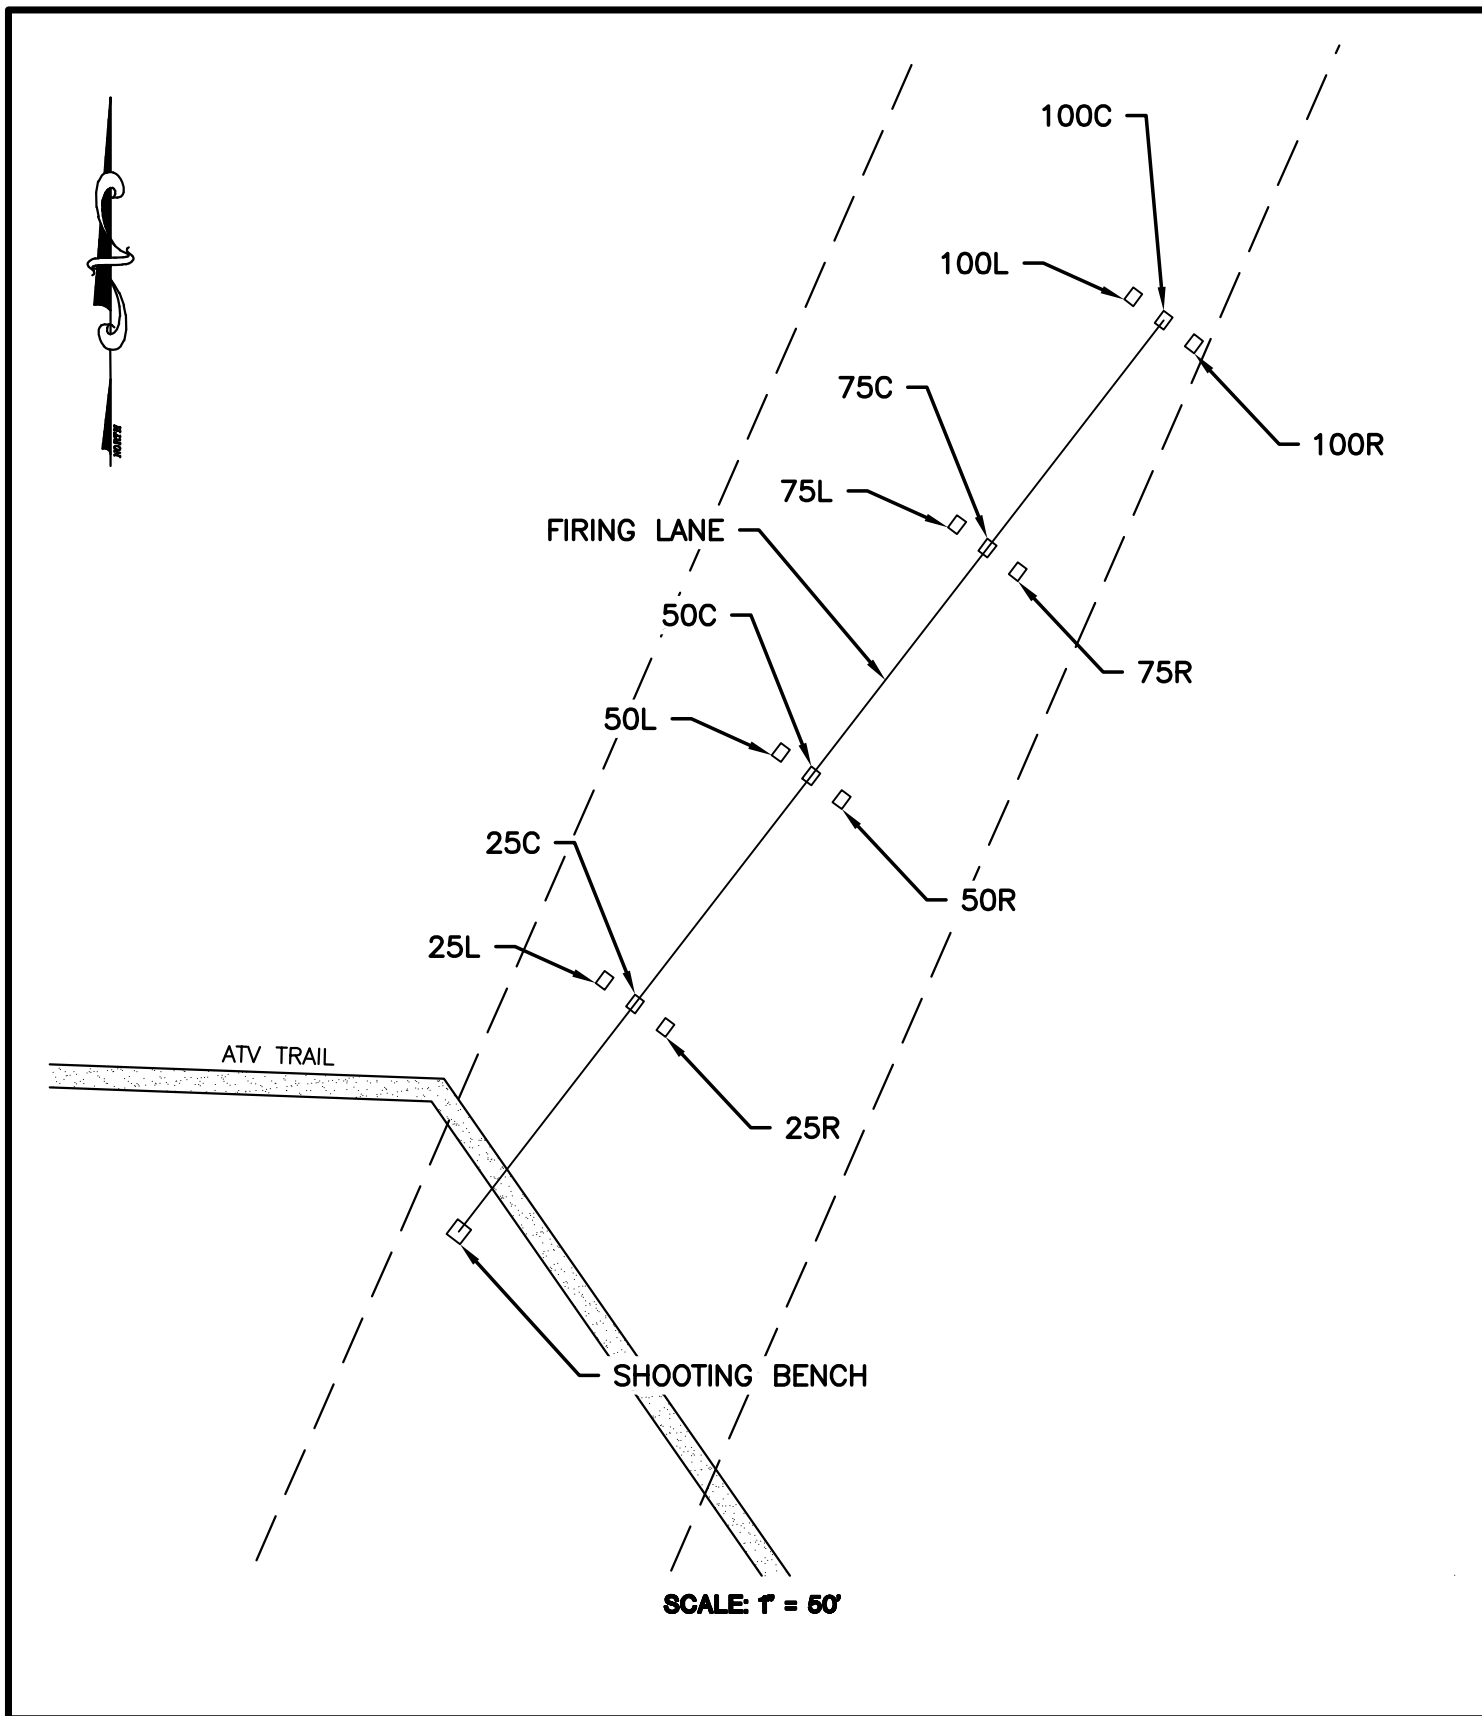 100C
100L
NORTH
75C
100R
75L
FIRING LANE
50C
75R
50L
25C
50R
25L
ATV TRAIL
25R
SHOOTING BENCH
SCALE: 1" = 50'